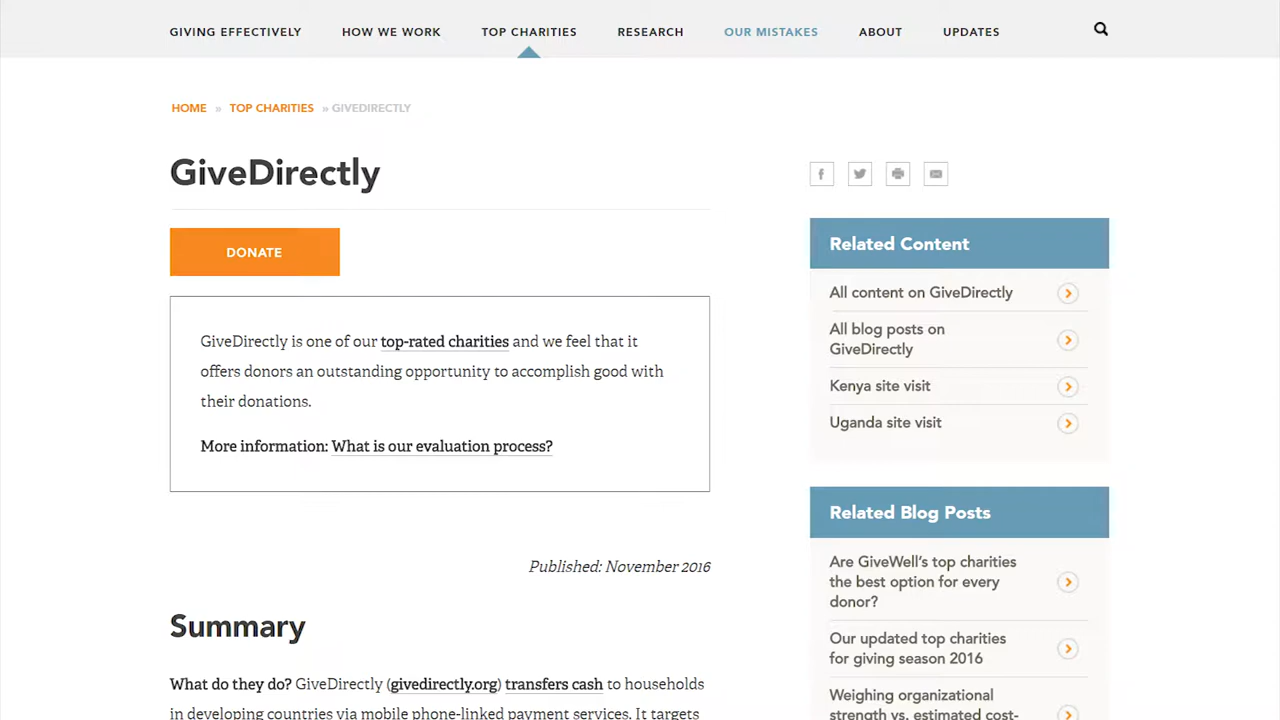 GIVING EFFECTIVELY HOW WE WORK TOP CHARITIES RESEARCH OUR MISTAKES ABOUT UPDATES
HOME » TOP CHARITIES » GIVEDIRECTLY
GiveDirectly
DONATE
GiveDirectly is one of our top-rated charities and we feel that it
offers donors an outstanding opportunity to accomplish good with
their donations.
More information: What is our evaluation process?
Published: November 2016
Summary
What do they do? GiveDirectly (givedirectly.org) transfers cash to households
in developing countries via mobile phone-linked payment services. It targets
Related Content
All content on GiveDirectly
All blog posts on
GiveDirectly
Kenya site visit
Uganda site visit
Related Blog Posts
Are GiveWell's top charities
the best option for every
donor?
Our updated top charities
for giving season 2016
Weighing organizational
strength vs. estimated cost-